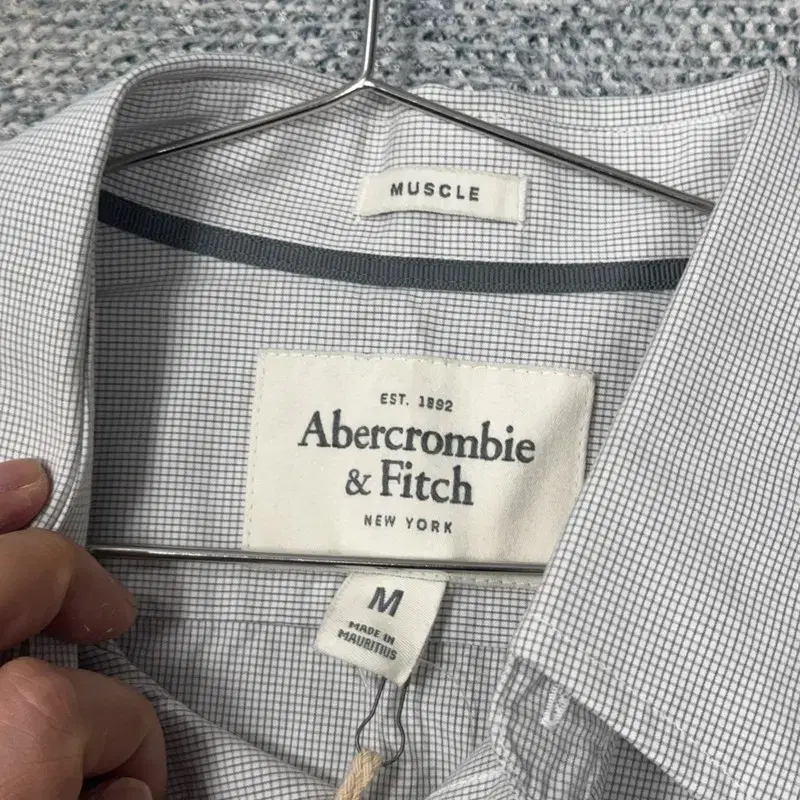 MUSCLE
EST. 1892
Abercrombie
& Fitch
NEW YORK
M
MADE IN
MAURITIUS